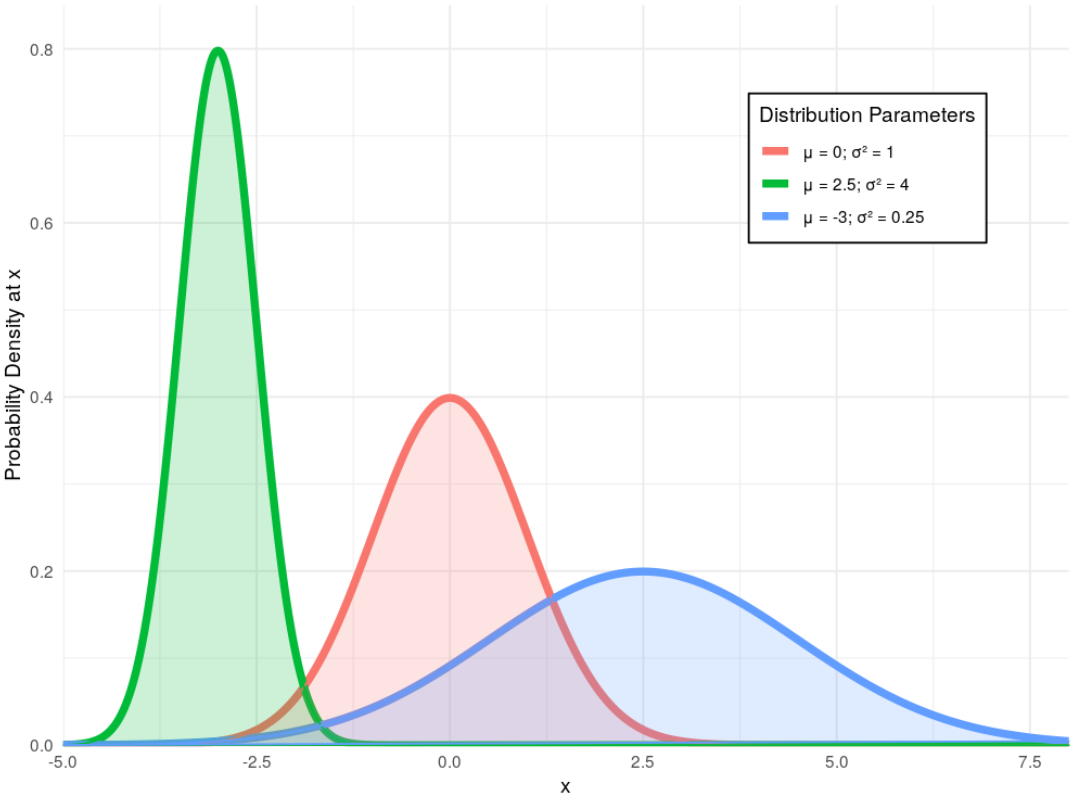 0.8
0.6
0.4
0.2
0.0
Probability Density at x
Distribution Parameters
μ = 0; σ² = 1
μ = 2.5; σ² = 4
μ = -3; σ² = 0.25
-5.0 -2.5 0.0 2.5 5.0 7.5
x